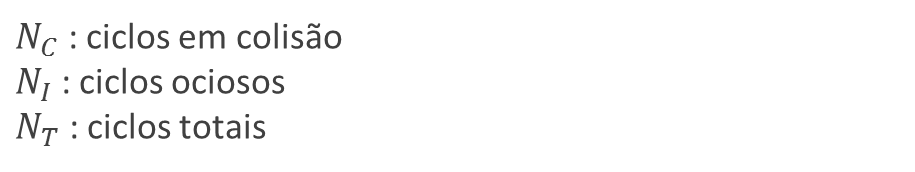 N_C : ciclos em colisão
N_I : ciclos ociosos
N_T : ciclos totais